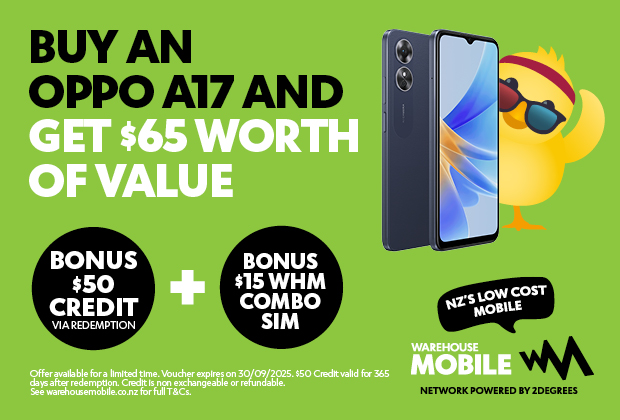 BUY AN
OPPO A17 AND
GET $65 WORTH
OF VALUE
BONUS
$50
CREDIT
VIA REDEMPTION
+
BONUS
$15 WHM
COMBO
SIM
NZ'S LOW COST
MOBILE
WAREHOUSE
MOBILE
NETWORK POWERED BY 2DEGREES
Offer available for a limited time. Voucher expires on 30/09/2025. $50 Credit valid for 365
days after redemption. Credit is non exchangeable or refundable.
See warehousemobile.co.nz for full T&Cs.